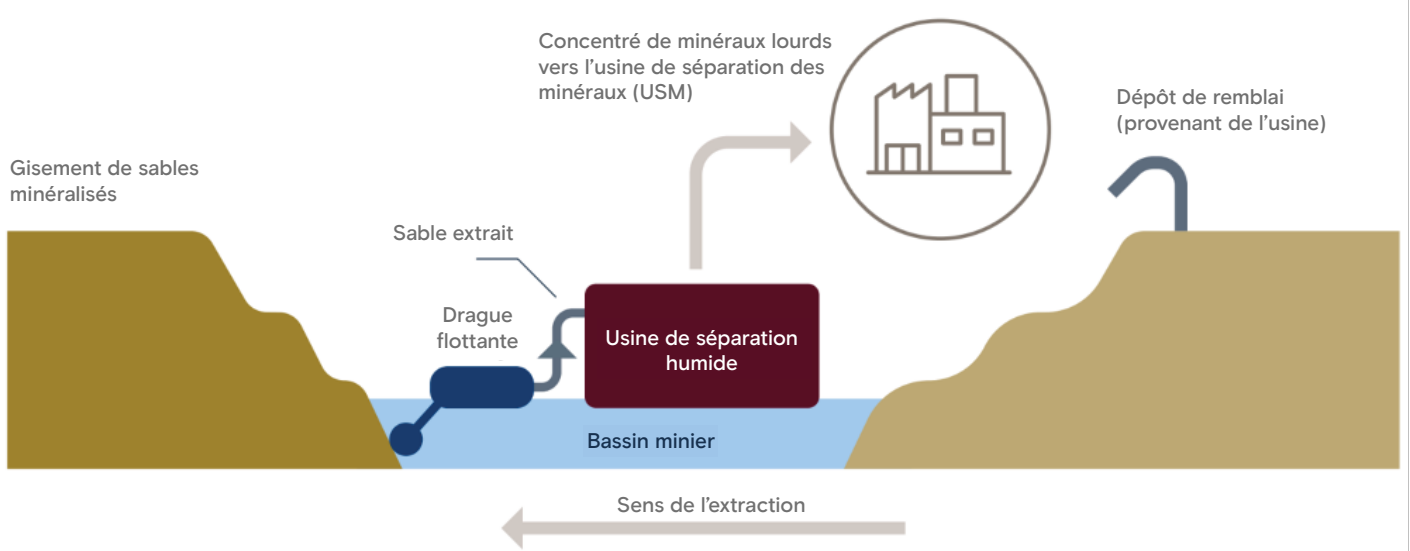 Concentré de minéraux lourds
vers l’usine de séparation des
minéraux (USM)
Dépôt de remblai
(provenant de l’usine)
Gisement de sables
minéralisés
Sable extrait
Drague
flottante
Usine de séparation
humide
Bassin minier
Sens de l’extraction